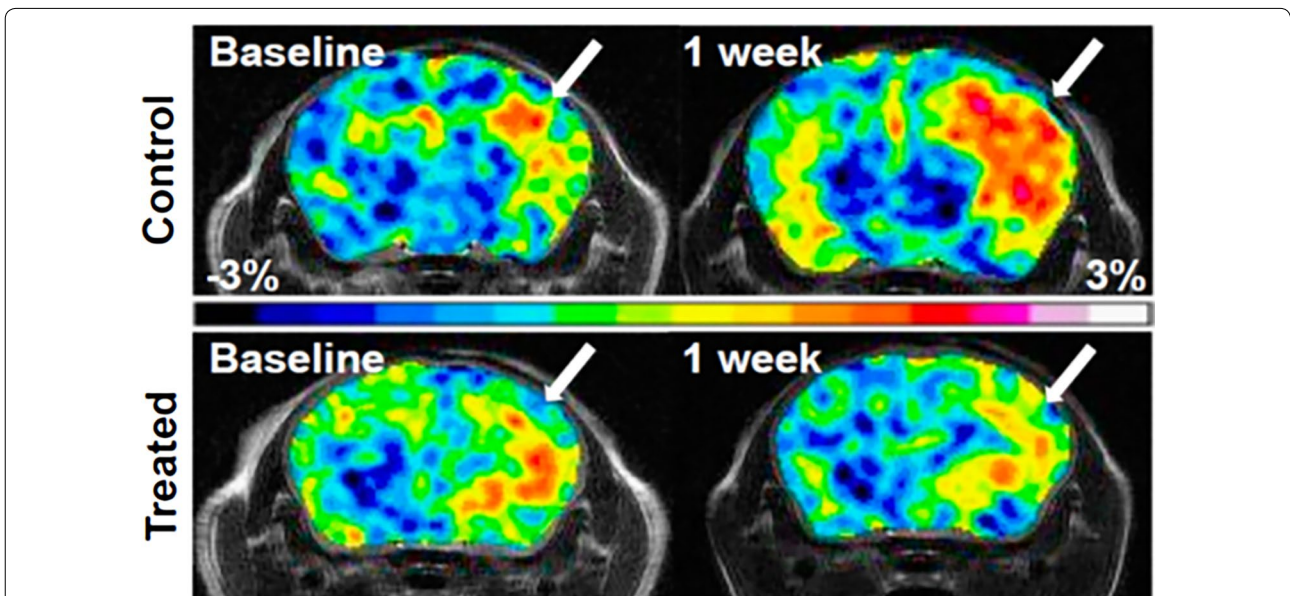 Baseline
1 week
Control
-3%
3%
Baseline
1 week
Treated